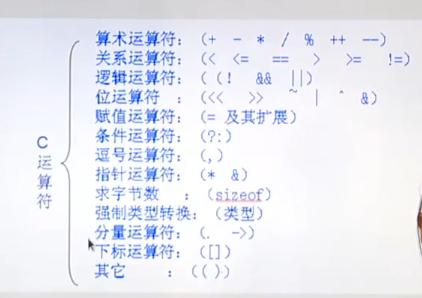 算术运算符：（+ - * / % ++ --）
关系运算符：（< <= == > >= !=）
逻辑运算符：（(! && ||）
位运算符 ：（<< >> ~ | ^ &）
赋值运算符：（= 及其扩展）
条件运算符：（?:）
逗号运算符：（,）
指针运算符：（* &）
求字节数 ：（sizeof）
强制类型转换：（类型）
分量运算符：（. ->）
下标运算符：（[]）
其它 ：（()）
C
运
算
符